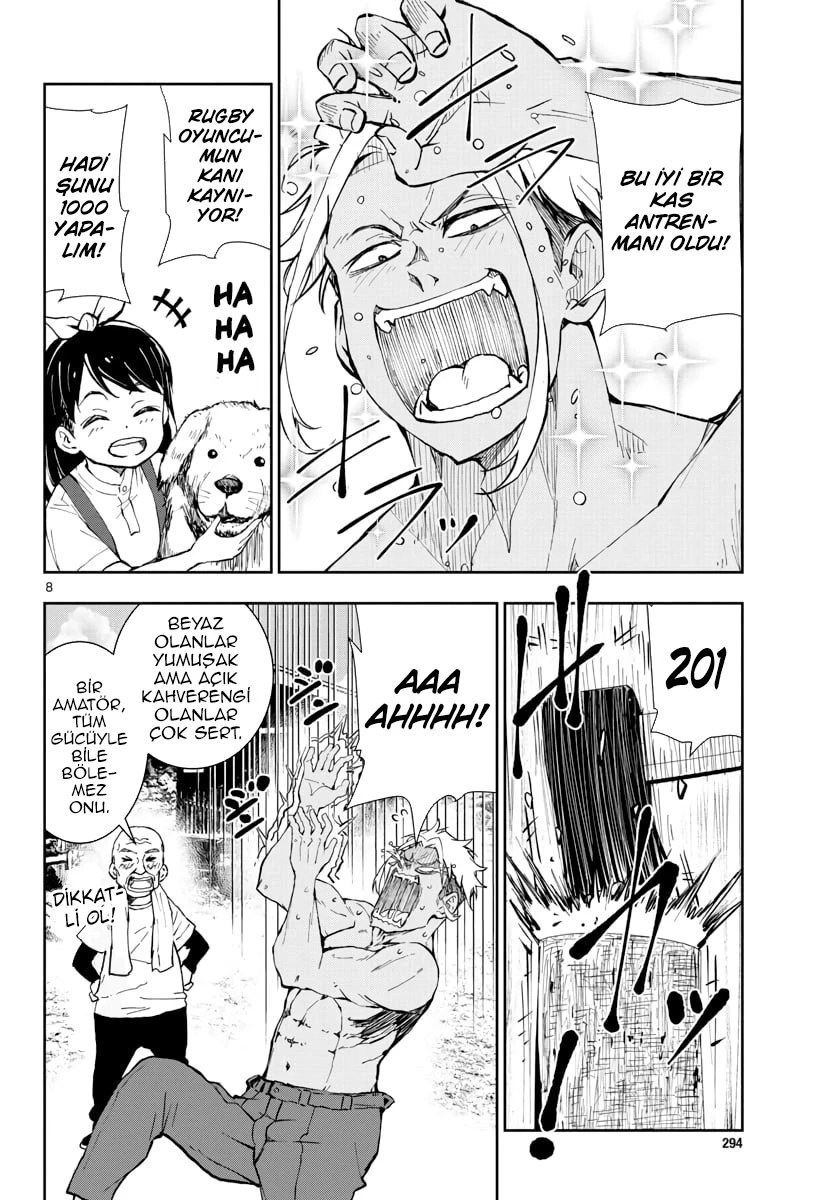 BU İYİ BİR
KAS
ANTREN-
MANI OLDU!
RUGBY
OYUNCU-
MUN
KANI
KAYNI-
YOR!
HADİ
ŞUNU
1000
YAPA-
LIM!
HA
HA
HA
8
201
AAA
AHHHH!
BEYAZ
OLANLAR
YUMUŞAK
AMA AÇIK
KAHVERENGİ
OLANLAR
ÇOK SERT.
BİR
AMATÖR,
TÜM
GÜCÜYLE
BİLE
BÖLE-
MEZ
ONU.
DİKKAT-
Lİ OL!
294